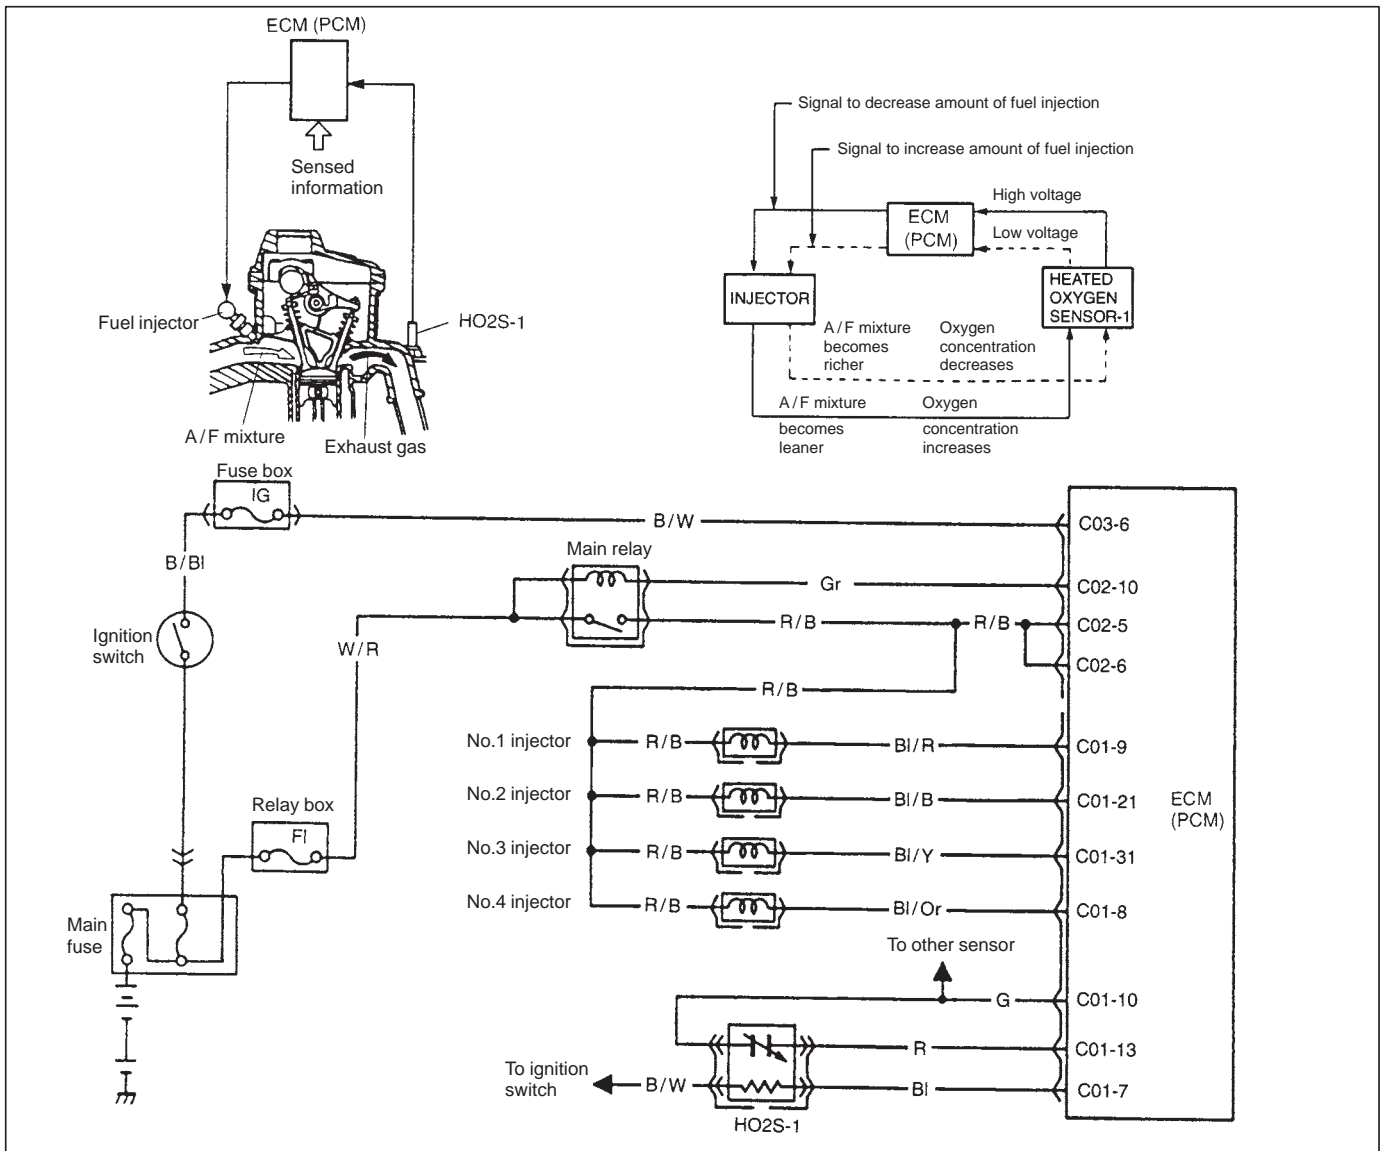 ECM (PCM)
Sensed
information
Fuel injector
HO2S-1
A/F mixture
Exhaust gas
Signal to decrease amount of fuel injection
Signal to increase amount of fuel injection
High voltage
ECM
(PCM)
Low voltage
INJECTOR
HEATED
OXYGEN
SENSOR-1
A/F mixture
becomes
richer
Oxygen
concentration
decreases
A/F mixture
becomes
leaner
Oxygen
concentration
increases
Fuse box
IG
B/W
C03-6
B/Bl
Main relay
Gr
C02-10
Ignition
switch
W/R
R/B
R/B
C02-5
C02-6
R/B
No.1 injector
R/B
Bl/R
C01-9
No.2 injector
R/B
Bl/B
C01-21
ECM
(PCM)
Relay box
FI
No.3 injector
R/B
Bl/Y
C01-31
No.4 injector
R/B
Bl/Or
C01-8
Main
fuse
To other sensor
G
C01-10
R
C01-13
To ignition
switch
B/W
Bl
C01-7
HO2S-1